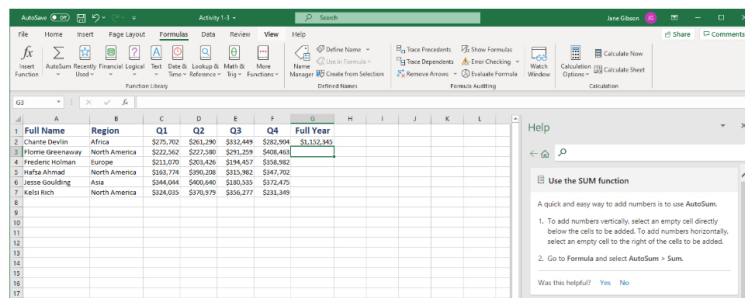 AutoSave Off Activity 1-3 Search Jane Gibson JG
File Home Insert Page Layout Formulas Data Review View Help Share Comments
fx Σ ? A θ
Insert Function AutoSum Recently Used Financial Logical Text Date & Time Lookup & Reference Math & Trig More Functions Name Manager Define Name Use in Formula Create from Selection Trace Precedents Trace Dependents Remove Arrows Show Formulas Error Checking Evaluate Formula Watch Window Calculation Options Calculate Now Calculate Sheet
Function Library Defined Names Formula Auditing Calculation
G3 fx
A B C D E F G H I J K L
1 Full Name Region Q1 Q2 Q3 Q4 Full Year
2 Chante Devlin Africa $275,702 $261,290 $332,449 $282,904 $1,152,345
3 Florrie Greenaway North America $222,562 $227,580 $291,259 $408,463
4 Frederic Holman Europe $211,070 $203,426 $194,457 $358,982
5 Hafsa Ahmad North America $163,774 $390,208 $315,982 $347,702
6 Jesse Goulding Asia $344,044 $400,640 $180,535 $372,475
7 Kelsi Rich North America $324,035 $370,979 $356,277 $231,349
8
9
10
11
12
13
14
15
16
17
Help
Use the SUM function
A quick and easy way to add numbers is to use AutoSum.
1. To add numbers vertically, select an empty cell directly
below the cells to be added. To add numbers horizontally,
select an empty cell to the right of the cells to be added.
2. Go to Formula and select AutoSum > Sum.
Was this helpful? Yes No